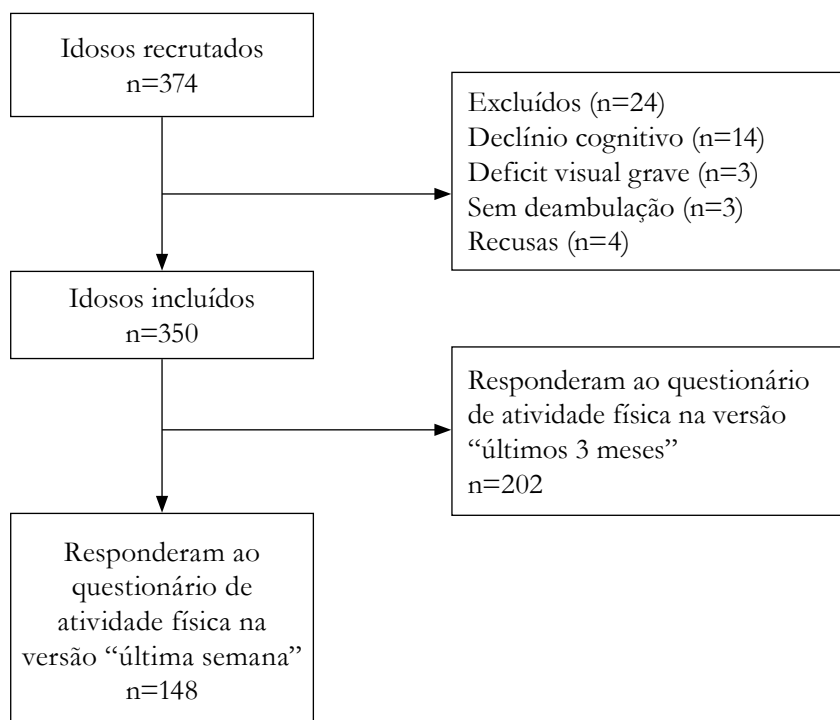 Idosos recrutados
n=374
Excluídos (n=24)
Declínio cognitivo (n=14)
Deficit visual grave (n=3)
Sem deambulação (n=3)
Recusas (n=4)
Idosos incluídos
n=350
Responderam ao questionário
de atividade física na versão
“últimos 3 meses”
n=202
Responderam ao
questionário de
atividade física na
versão “última semana”
n=148